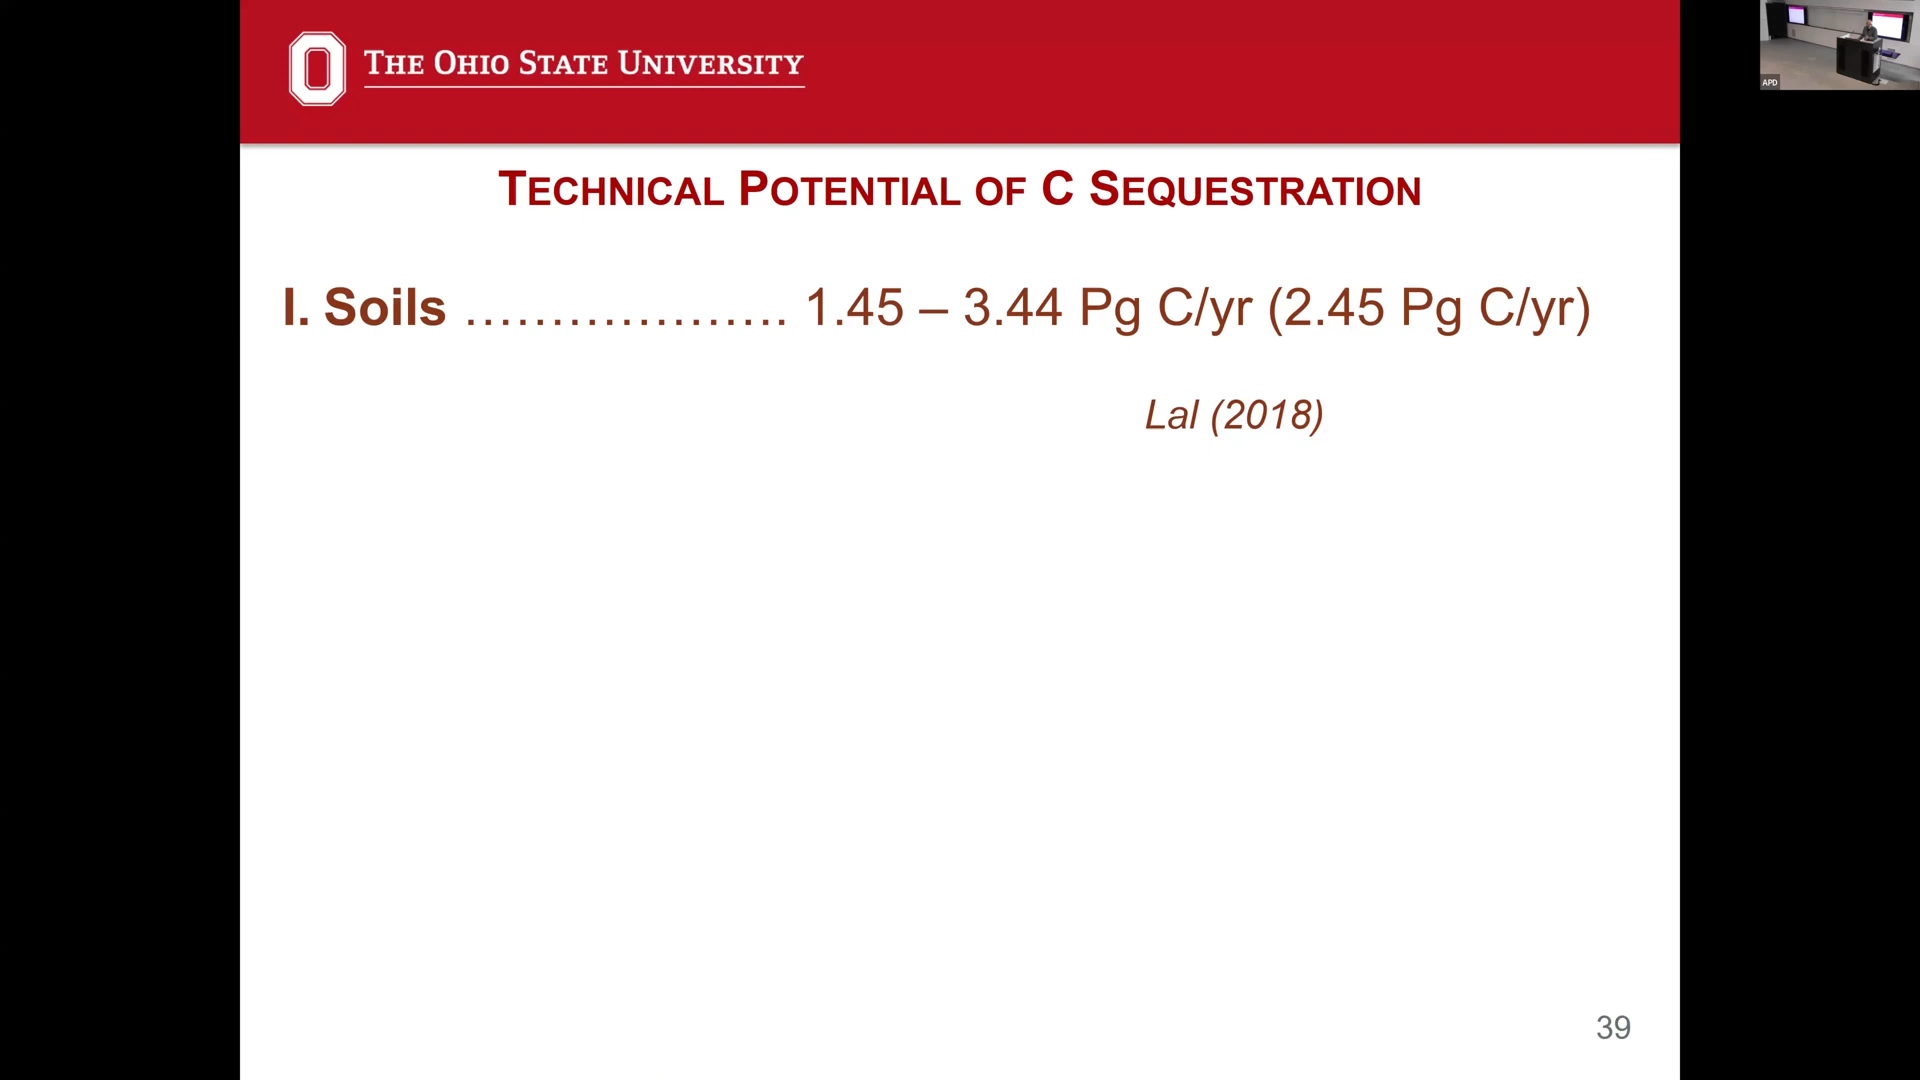 THE OHIO STATE UNIVERSITY
APD
TECHNICAL POTENTIAL OF C SEQUESTRATION
I. Soils ………………. 1.45 – 3.44 Pg C/yr (2.45 Pg C/yr)
Lal (2018)
39